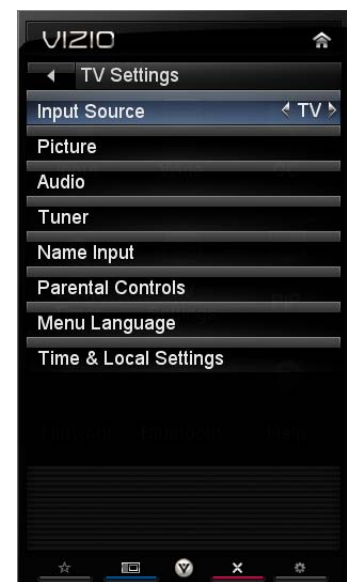 VIZIO
TV Settings
Input Source TV
Picture
Audio
Tuner
Name Input
Parental Controls
Menu Language
Time & Local Settings